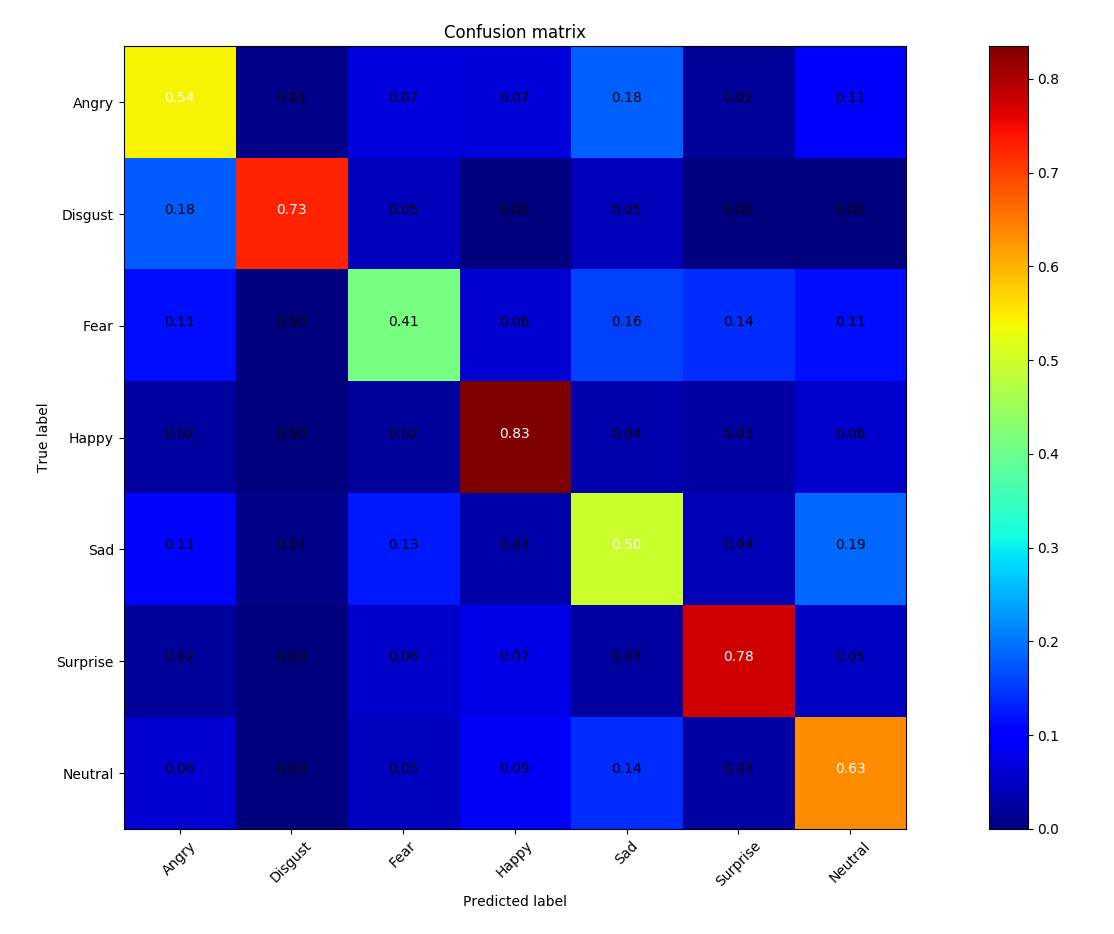 Confusion matrix
Angry 0.54 0.01 0.07 0.07 0.18 0.02 0.11
Disgust 0.18 0.73 0.05 0.00 0.05 0.00 0.00
Fear 0.11 0.00 0.41 0.06 0.16 0.14 0.11
Happy 0.02 0.00 0.02 0.83 0.04 0.03 0.06
Sad 0.11 0.01 0.13 0.03 0.50 0.04 0.19
Surprise 0.02 0.00 0.06 0.07 0.03 0.78 0.05
Neutral 0.06 0.00 0.05 0.09 0.14 0.03 0.63
True label
Angry Disgust Fear Happy Sad Surprise Neutral
Predicted label
0.8
0.7
0.6
0.5
0.4
0.3
0.2
0.1
0.0